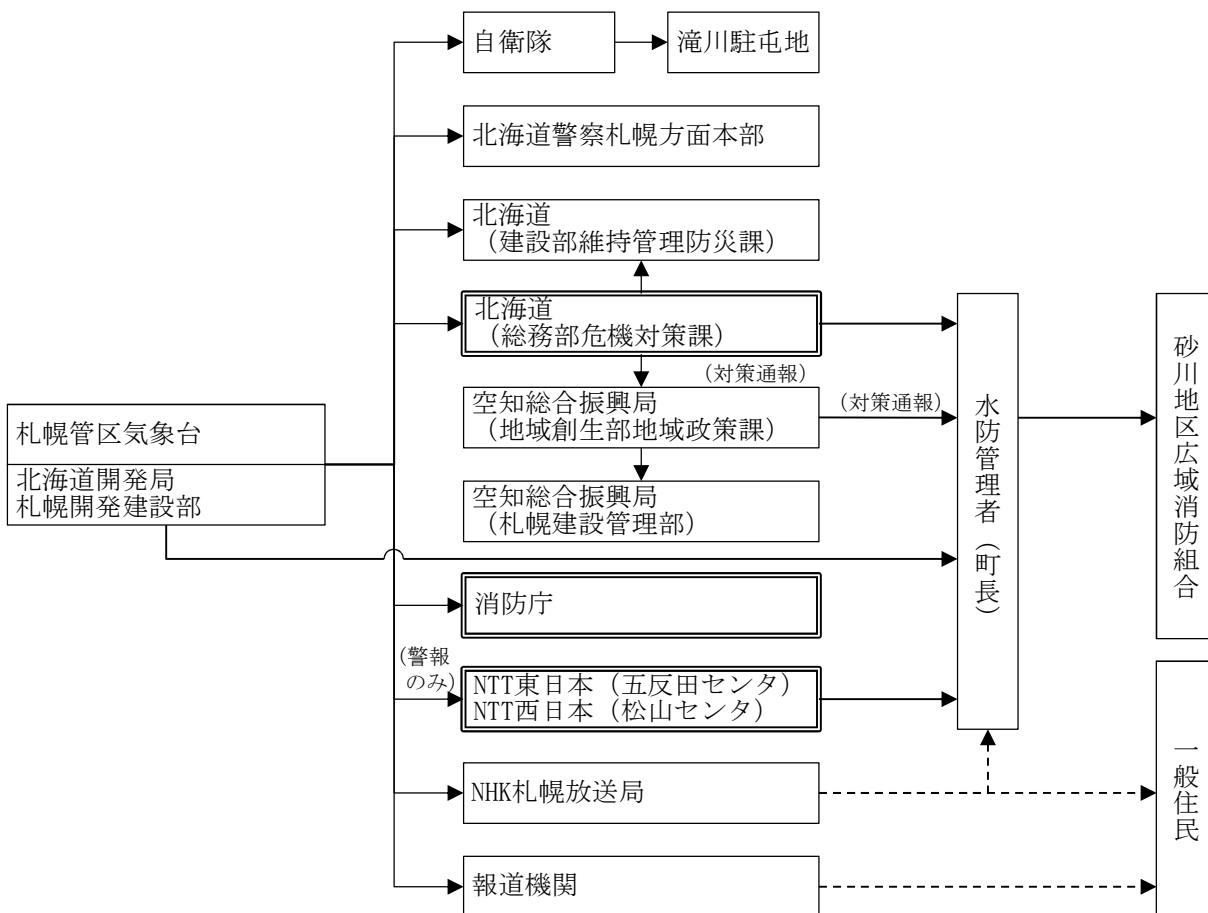 自衛隊
滝川駐屯地
北海道警察札幌方面本部
北海道
（建設部維持管理防災課）
北海道
（総務部危機対策課）
（対策通報）
空知総合振興局
（地域創生部地域政策課）
（対策通報）
札幌管区気象台
北海道開発局
札幌開発建設部
空知総合振興局
（札幌建設管理部）
水防管理者（町長）
砂川地区広域消防組合
消防庁
（警報
のみ）
NTT東日本（五反田センタ）
NTT西日本（松山センタ）
NHK札幌放送局
一般住民
報道機関